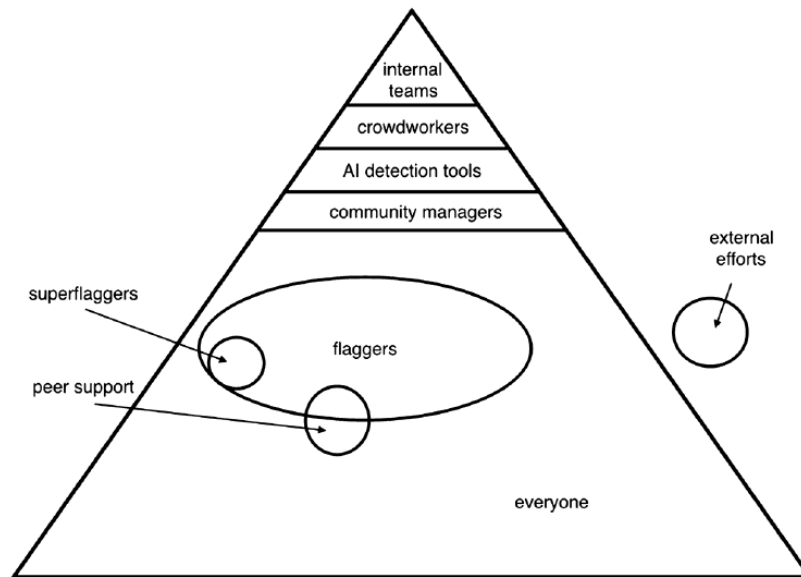 internal
teams
crowdworkers
AI detection tools
community managers
external
efforts
superflaggers
flaggers
peer support
everyone